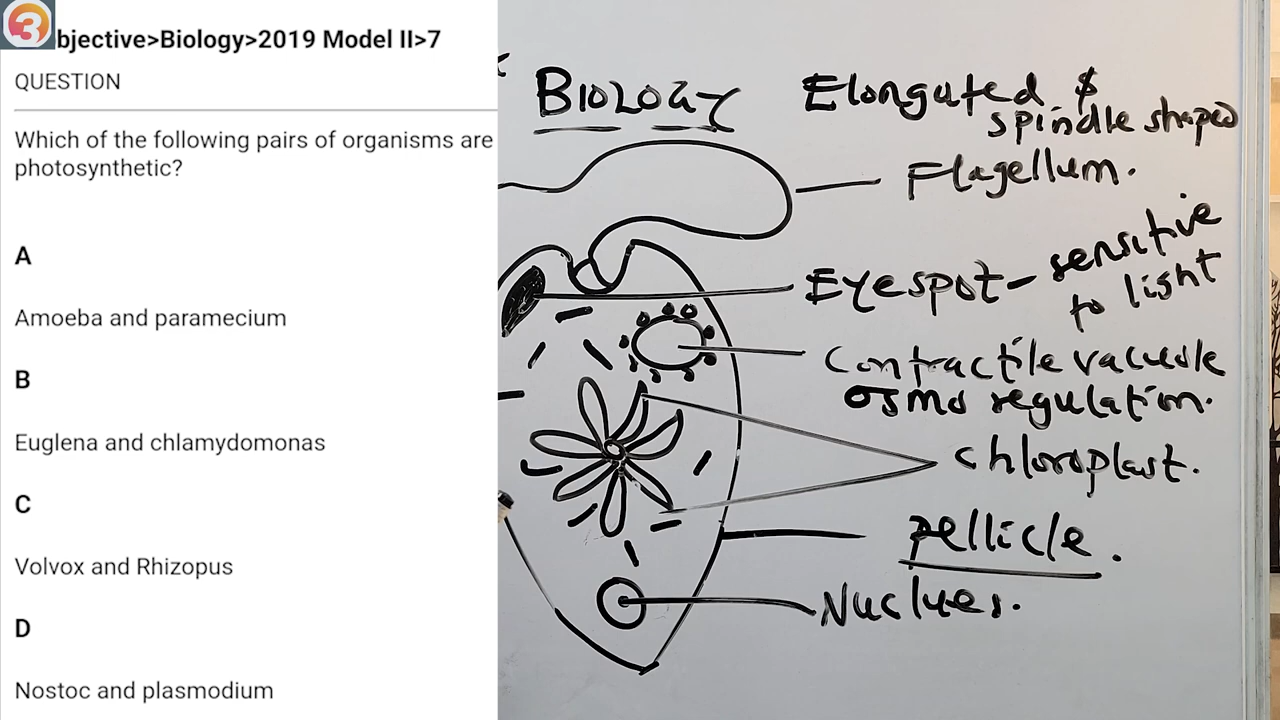 3
bjective>Biology>2019 Model II>7
QUESTION
Which of the following pairs of organisms are
photosynthetic?
A
Amoeba and paramecium
B
Euglena and chlamydomonas
C
Volvox and Rhizopus
D
Nostoc and plasmodium
BIOLOGY
Elongated &
spindle shaped
Flagellum.
Eyespot - sensitive
to light
Contractile vacuole
osmo regulation.
chloroplast.
pellicle.
Nuclues.